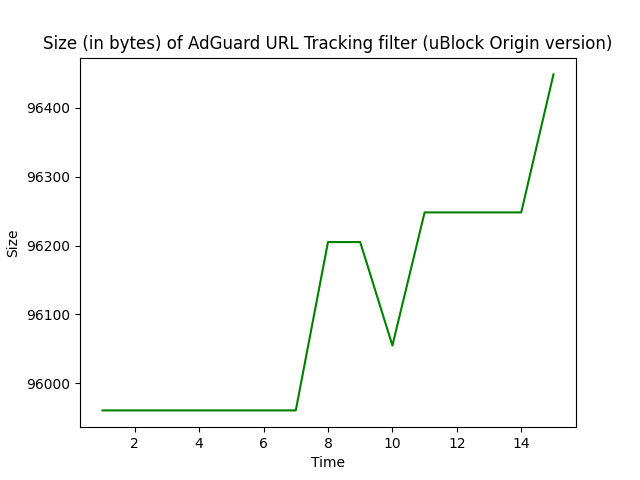 Size (in bytes) of AdGuard URL Tracking filter (uBlock Origin version)
96400
96300
96200
96100
96000
Size
2 4 6 8 10 12 14
Time